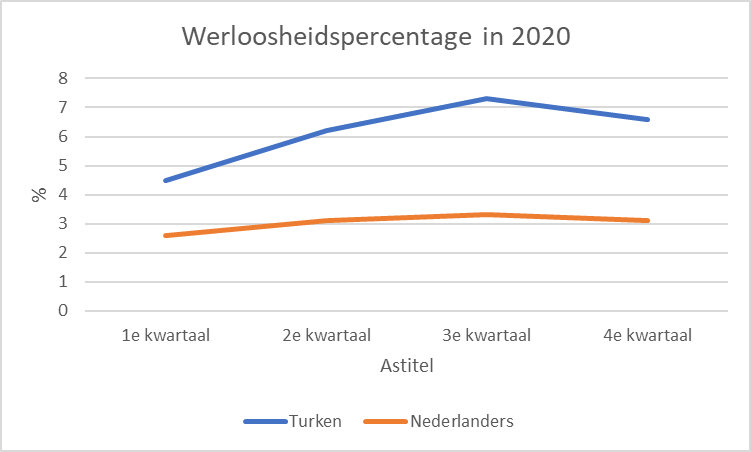 Werloosheidspercentage in 2020
8
7
6
5
4
3
2
1
0
%
1e kwartaal 2e kwartaal 3e kwartaal 4e kwartaal
Astitel
Turken Nederlanders